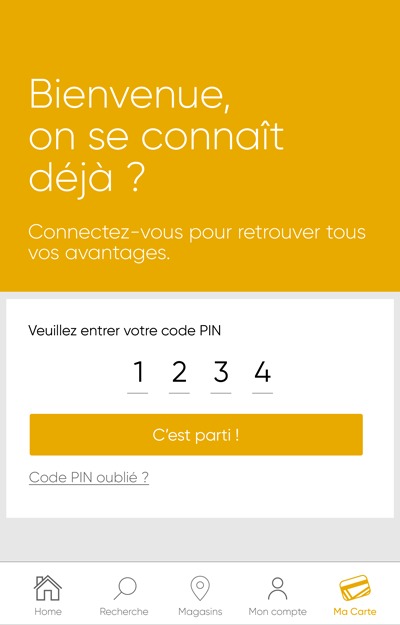 Bienvenue,
on se connaît
déjà ?
Connectez-vous pour retrouver tous
vos avantages.
Veuillez entrer votre code PIN
1 2 3 4
C'est parti !
Code PIN oublié ?
Home Recherche Magasins Mon compte Ma Carte